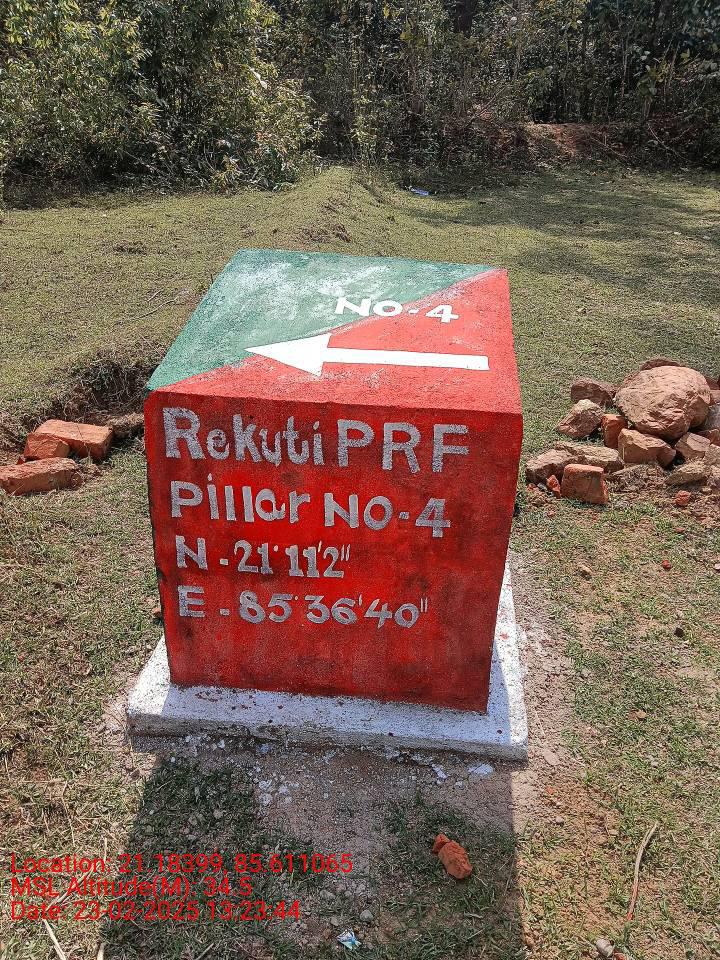 NO-4
Rekuti PRF
Pillar NO-4
N - 21°11'2"
E - 85°36'40"
Location: 21.18399, 85.611065
MSL Altitude(M): 34.5
Date: 23-02-2025 13:23:44